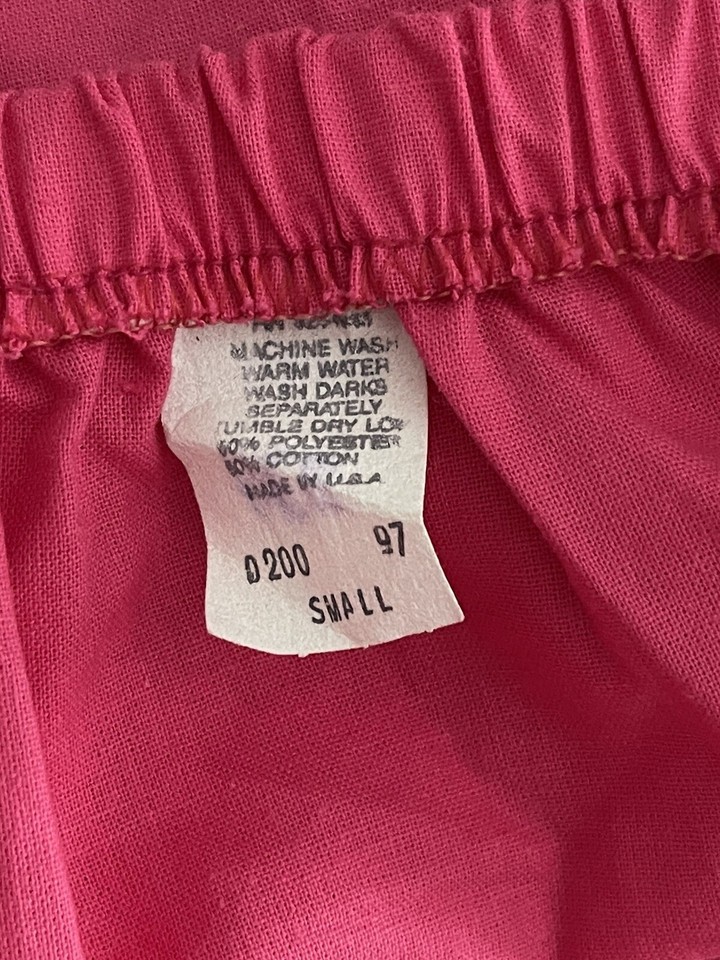 MACHINE WASH
WARM WATER
WASH DARKS
SEPARATELY
TUMBLE DRY LOW
POLYESTER
COTTON
MADE IN U.S.A
D200 97
SMALL